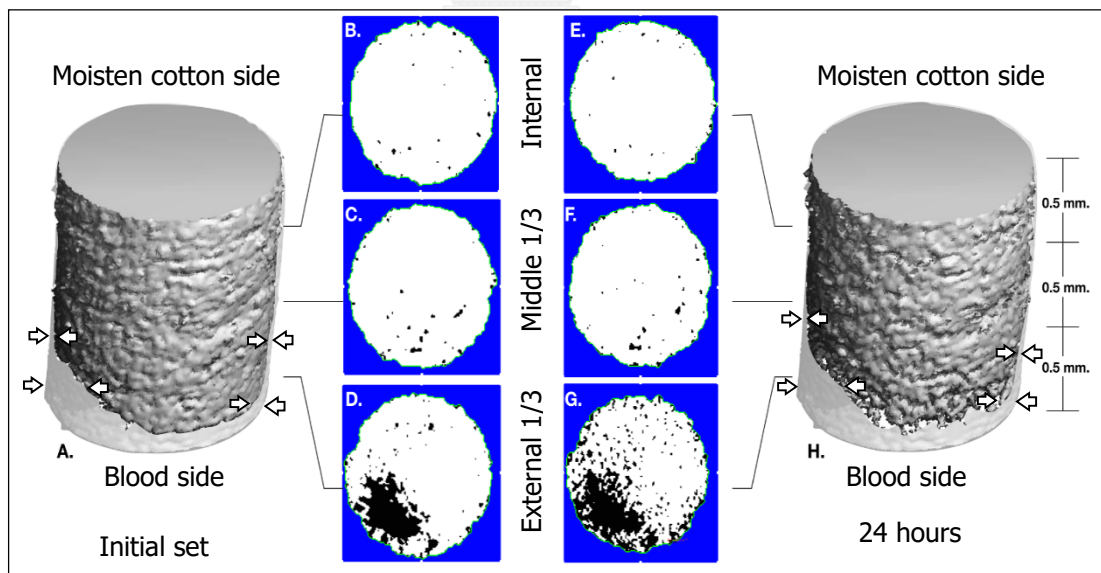 B.
E.
Moisten cotton side
Internal
Moisten cotton side
C.
F.
Middle 1/3
0.5 mm.
0.5 mm.
0.5 mm.
D.
G.
External 1/3
A.
H.
Blood side
Blood side
Initial set
24 hours